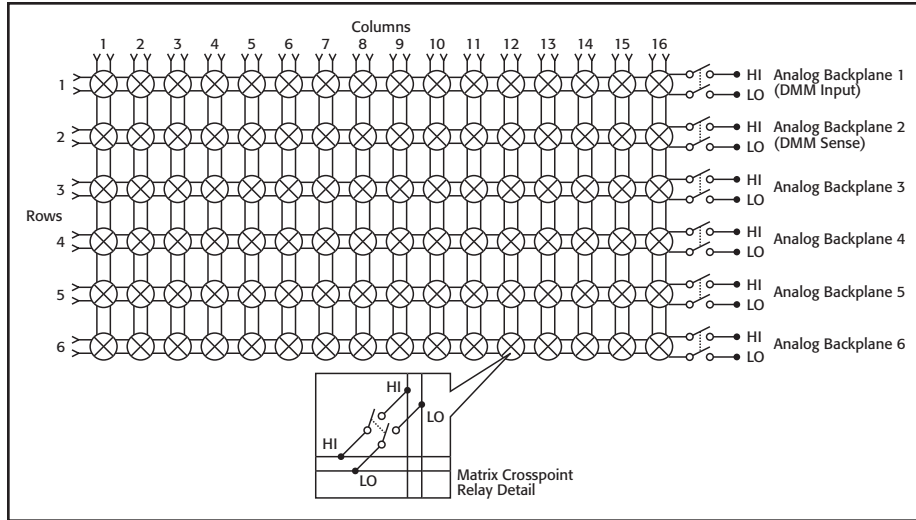 Columns
1 2 3 4 5 6 7 8 9 10 11 12 13 14 15 16
1
HI
LO
Analog Backplane 1
(DMM Input)
2
HI
LO
Analog Backplane 2
(DMM Sense)
3
HI
LO
Analog Backplane 3
Rows
4
HI
LO
Analog Backplane 4
5
HI
LO
Analog Backplane 5
6
HI
LO
Analog Backplane 6
HI
LO
HI
LO
Matrix Crosspoint
Relay Detail